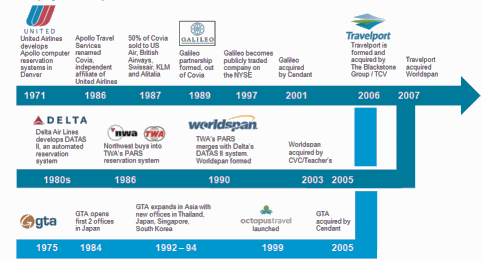 UNITED
United Airlines
develops
Apollo computer
reservation
systems in
Denver
Apollo Travel
Services
renamed
Covia,
independent
affiliate of
United Airlines
50% of Covia
sold to US
Air, British
Airways,
Swissair, KLM
and Alitalia
GALILEO
Galileo
partnership
formed, out
of Covia
Galileo becomes
publicly traded
company on
the NYSE
Galileo
acquired
by Cendant
Travelport
Travelport is
formed and
acquired by
The Blackstone
Group / TCV
Travelport
acquired
Worldspan
1971
1986
1987
1989
1997
2001
2006
2007
DELTA
Delta Air Lines
develops DATAS
II, an automated
reservation
system
nwa
TWA
Northwest buys into
TWA's PARS
reservation system
worldspan
TWA's PARS
merges with Delta's
DATAS II system.
Worldspan formed
Worldspan
acquired by
CVC/Teacher's
1980s
1986
1990
2003
2005
gta
GTA opens
first 2 offices
in Japan
GTA expands in Asia with
new offices in Thailand,
Japan, Singapore,
South Korea
octopustravel
launched
GTA
acquired by
Cendant
1975
1984
1992–94
1999
2005